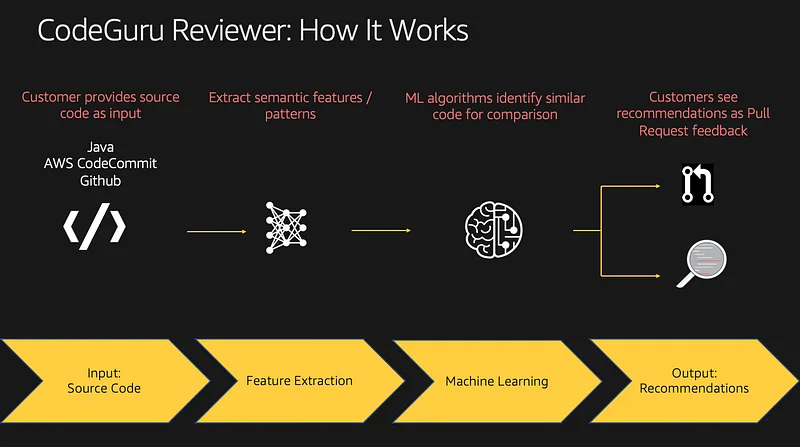 CodeGuru Reviewer: How It Works
Customer provides source
code as input
Java
AWS CodeCommit
Github
Extract semantic features /
patterns
ML algorithms identify similar
code for comparison
Customers see
recommendations as Pull
Request feedback
Input:
Source Code
Feature Extraction
Machine Learning
Output:
Recommendations